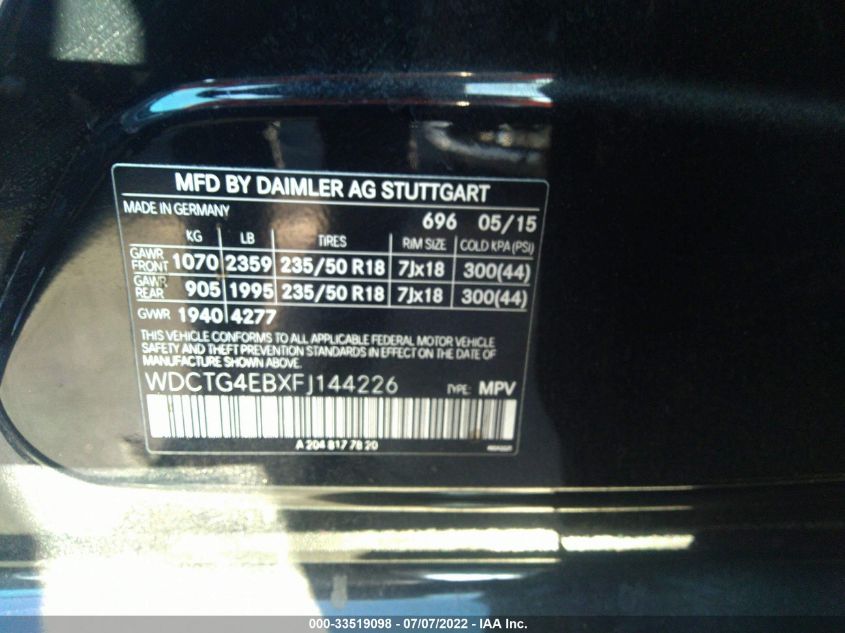 MFD BY DAIMLER AG STUTTGART
MADE IN GERMANY
696 05/15
KG LB TIRES RIM SIZE COLD KPA (PSI)
GAWR FRONT 1070 2359 235/50 R18 7Jx18 300(44)
GAWR REAR 905 1995 235/50 R18 7Jx18 300(44)
GVWR 1940 4277
THIS VEHICLE CONFORMS TO ALL APPLICABLE FEDERAL MOTOR VEHICLE
SAFETY AND THEFT PREVENTION STANDARDS IN EFFECT ON THE DATE OF
MANUFACTURE SHOWN ABOVE.
WDCTG4EBXFJ144226 TYPE: MPV
A 204 817 78 20
000-33519098 - 07/07/2022 - IAA Inc.